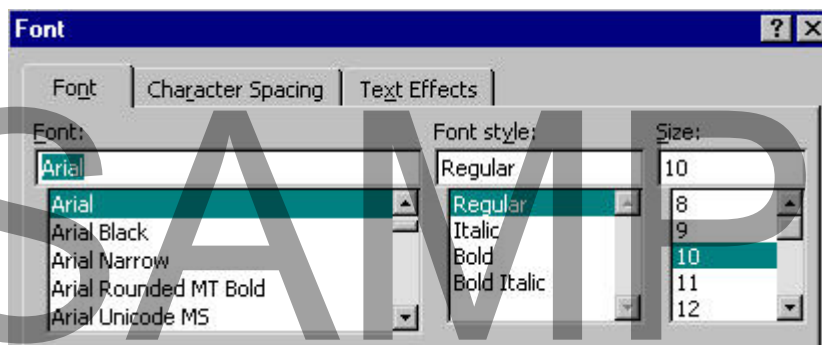 Font
Font Character Spacing Text Effects
Font: Font style: Size:
Arial Regular 10
Arial Regular 8
Arial Black Italic 9
Arial Narrow Bold 10
Arial Rounded MT Bold Bold Italic 11
Arial Unicode MS 12
SAMP